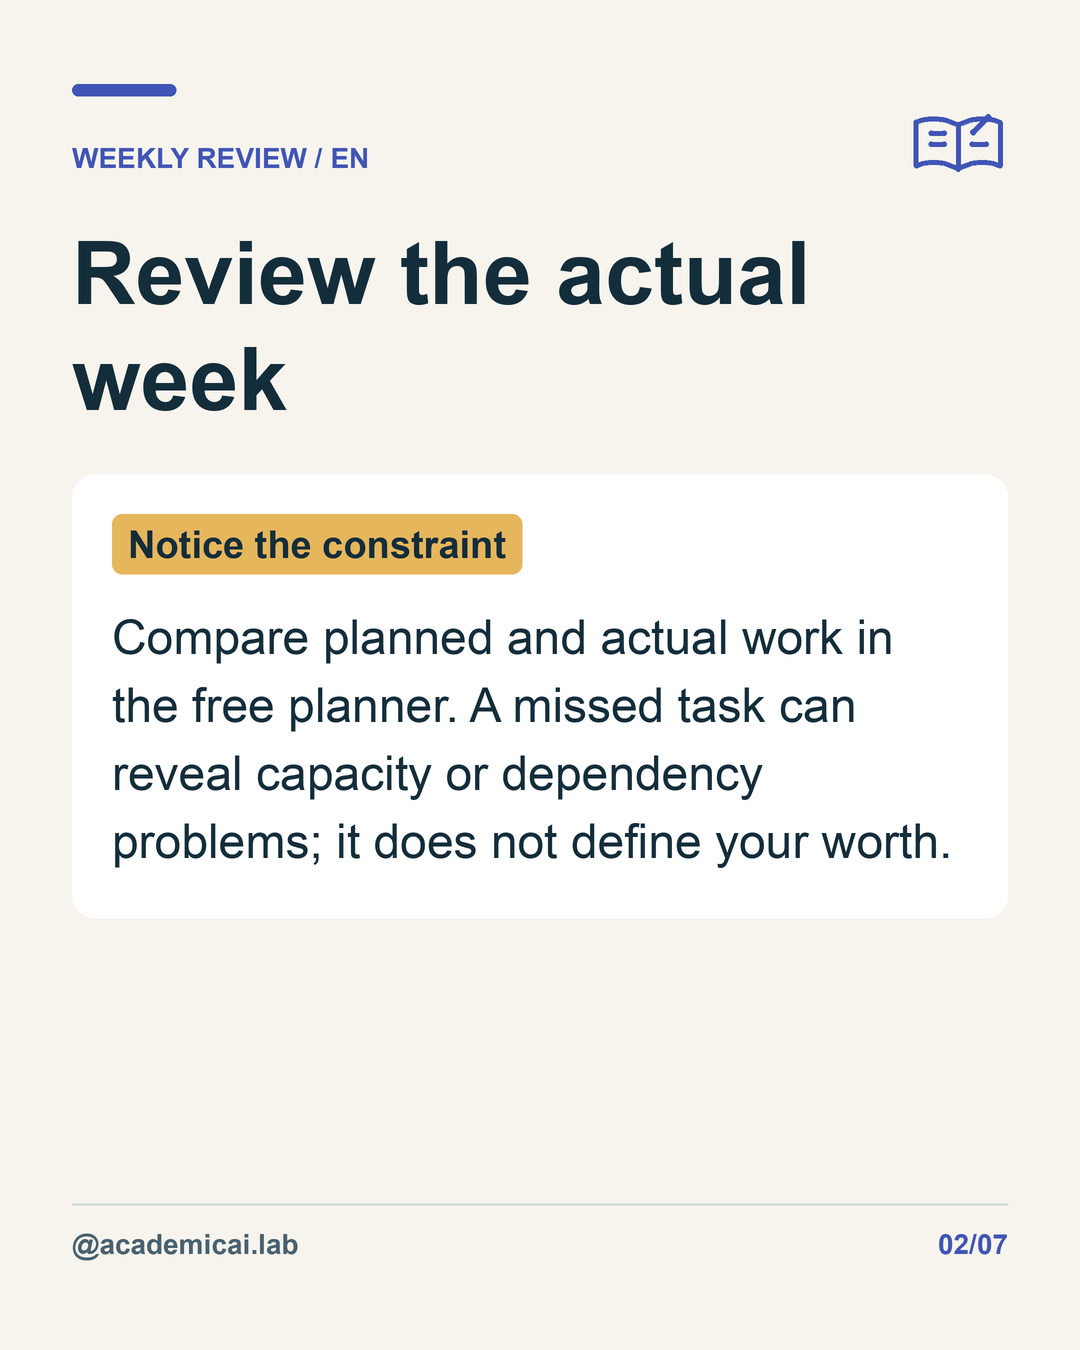 WEEKLY REVIEW / EN
Review the actual
week
Notice the constraint
Compare planned and actual work in
the free planner. A missed task can
reveal capacity or dependency
problems; it does not define your worth.
@academicai.lab
02/07